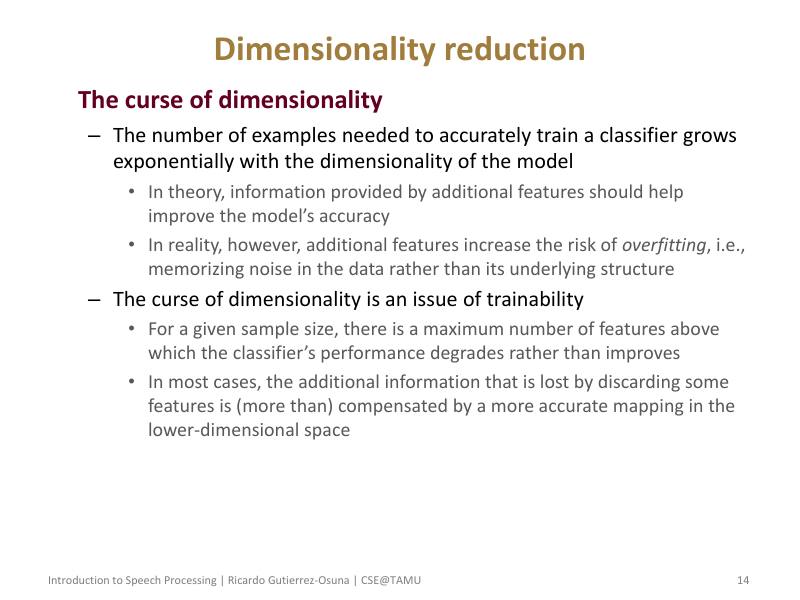 Dimensionality reduction
The curse of dimensionality
– The number of examples needed to accurately train a classifier grows
exponentially with the dimensionality of the model
• In theory, information provided by additional features should help
improve the model’s accuracy
• In reality, however, additional features increase the risk of overfitting, i.e.,
memorizing noise in the data rather than its underlying structure
– The curse of dimensionality is an issue of trainability
• For a given sample size, there is a maximum number of features above
which the classifier’s performance degrades rather than improves
• In most cases, the additional information that is lost by discarding some
features is (more than) compensated by a more accurate mapping in the
lower-dimensional space
Introduction to Speech Processing | Ricardo Gutierrez-Osuna | CSE@TAMU 14